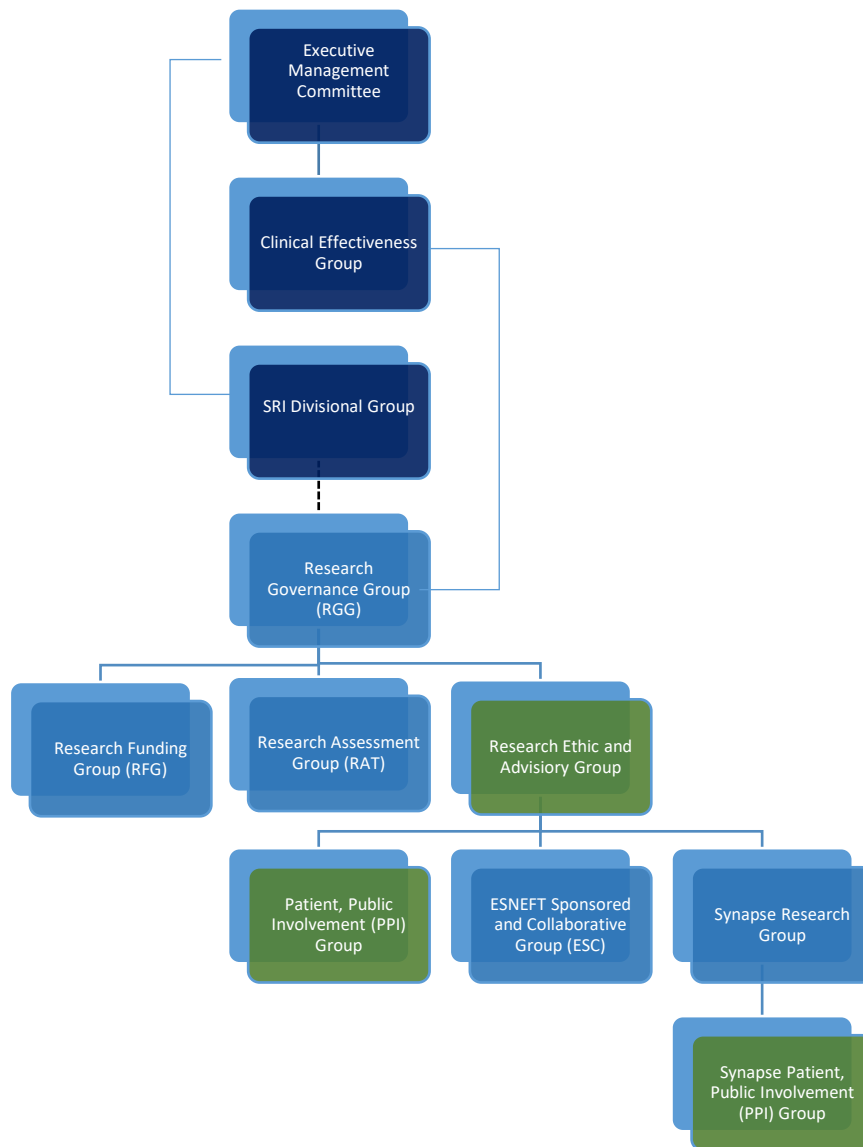 Executive
Management
Committee
Clinical Effectiveness
Group
SRI Divisional Group
Research
Governance Group
(RGG)
Research Funding
Group (RFG)
Research Assessment
Group (RAT)
Research Ethic and
Advisiory Group
Patient, Public
Involvement (PPI)
Group
ESNEFT Sponsored
and Collaborative
Group (ESC)
Synapse Research
Group
Synapse Patient,
Public Involvement
(PPI) Group